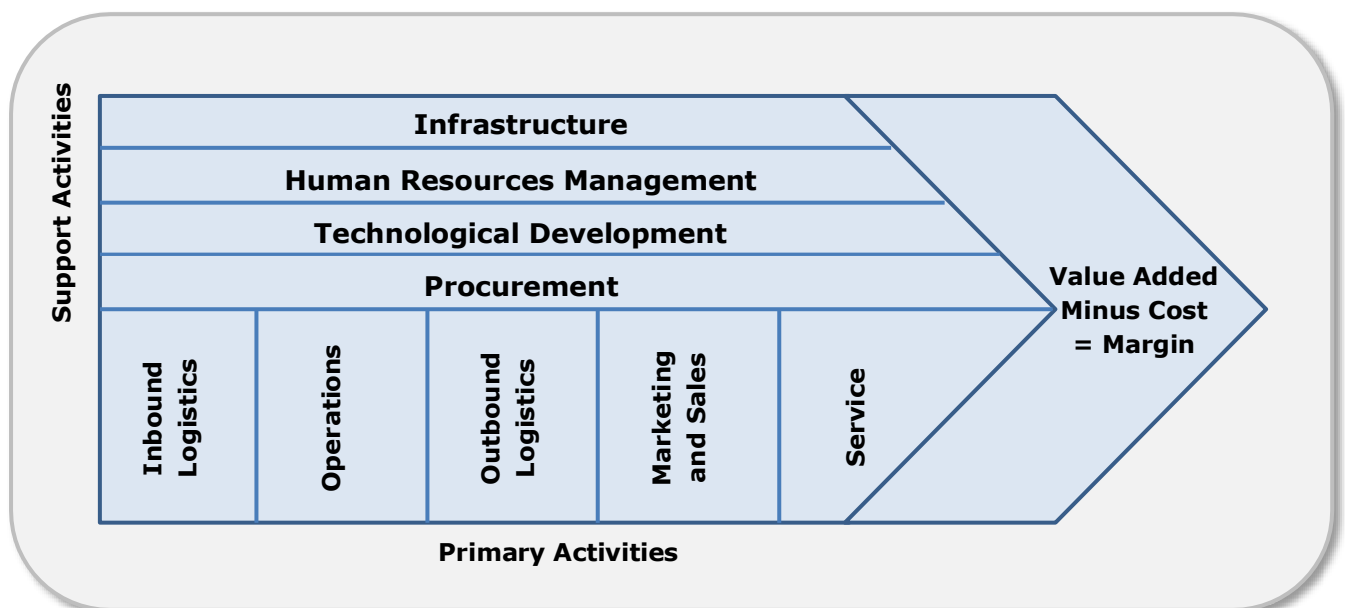 Support Activities
Infrastructure
Human Resources Management
Technological Development
Procurement
Inbound
Logistics
Operations
Outbound
Logistics
Marketing
and Sales
Service
Value Added
Minus Cost
= Margin
Primary Activities